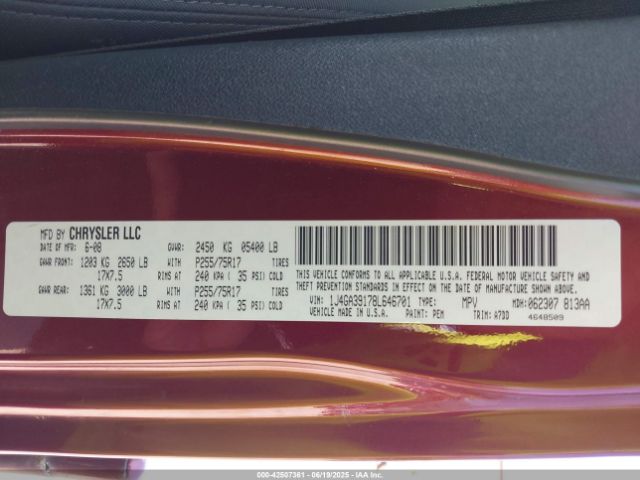 MFD BY CHRYSLER LLC
DATE OF MFR 6-08 GVWR: 2450 KG 05400 LB
GAWR FRONT: 1203 KG 2650 LB WITH P255/75R17 TIRES
17X7.5 RIMS AT 240 KPA ( 35 PSI) COLD
GAWR REAR: 1361 KG 3000 LB WITH P255/75R17 TIRES
17X7.5 RIMS AT 240 KPA ( 35 PSI) COLD
THIS VEHICLE CONFORMS TO ALL APPLICABLE U.S.A. FEDERAL MOTOR VEHICLE SAFETY, BUMPER, AND
THEFT PREVENTION STANDARDS IN EFFECT ON THE DATE OF MANUFACTURE SHOWN ABOVE.
VIN: 1J4GA39178L646701 TYPE: MPV MDH: 062307 813AA
MADE IN U.S.A. PAINT: PEM TRIM: A7DD 4648509
000-42507361 - 06/19/2025 - IAAI.com